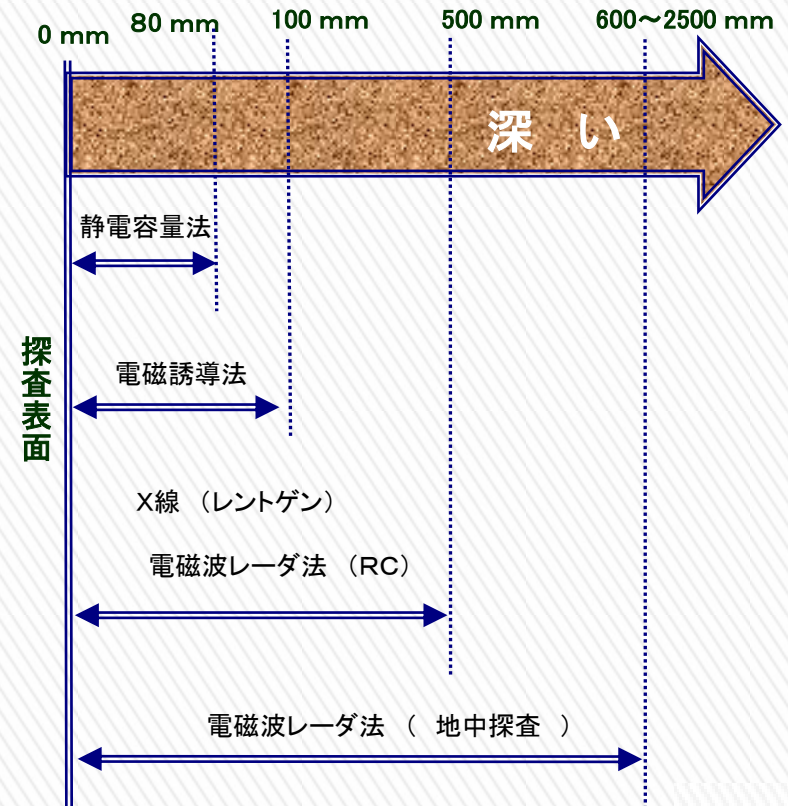 0 mm
80 mm
100 mm
500 mm
600～2500 mm
深　い
静電容量法
探査表面
電磁誘導法
X線　（レントゲン）
電磁波レーダ法　（RC）
電磁波レーダ法　（　地中探査　）